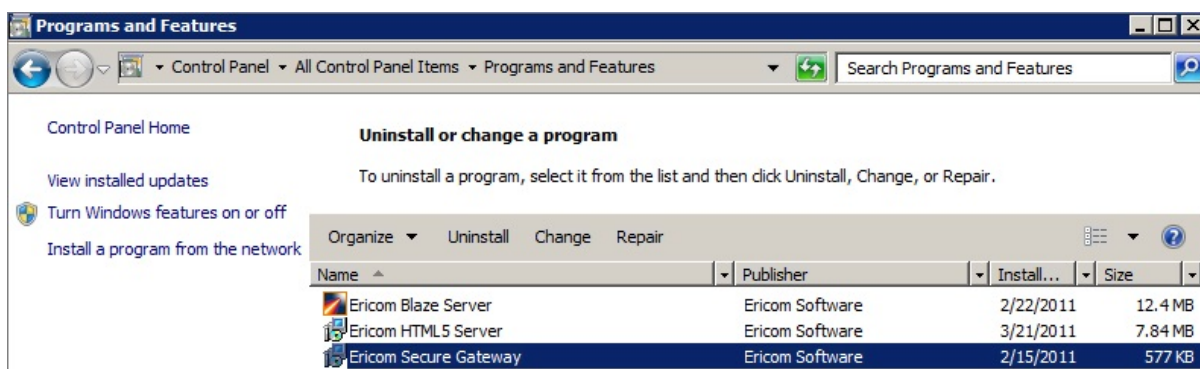 Programs and Features
Control Panel All Control Panel Items Programs and Features Search Programs and Features
Control Panel Home
Uninstall or change a program
View installed updates
To uninstall a program, select it from the list and then click Uninstall, Change, or Repair.
Turn Windows features on or off
Install a program from the network
Organize Uninstall Change Repair
Name Publisher Install... Size
Ericom Blaze Server Ericom Software 2/22/2011 12.4 MB
Ericom HTML5 Server Ericom Software 3/21/2011 7.84 MB
Ericom Secure Gateway Ericom Software 2/15/2011 577 KB